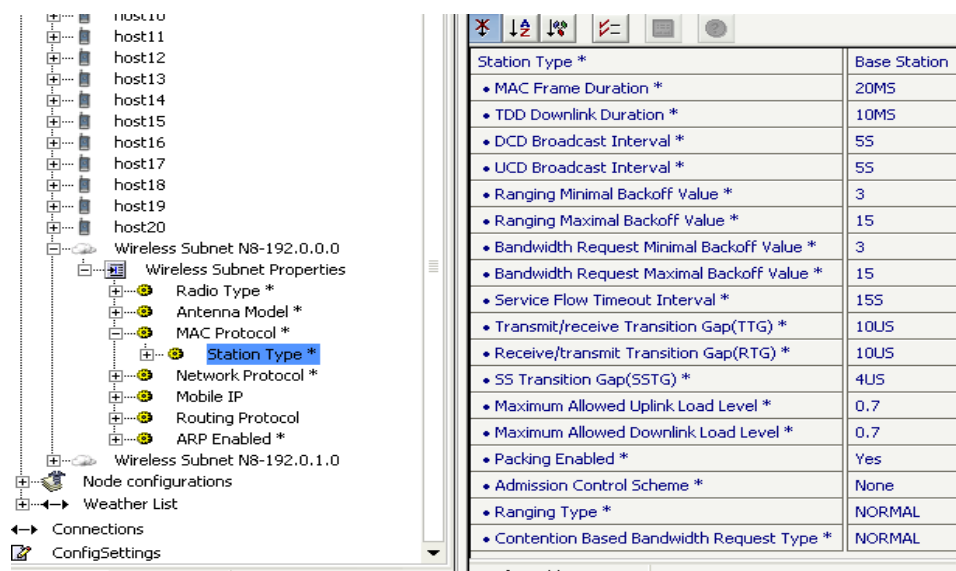 host10
host11
host12
host13
host14
host15
host16
host17
host18
host19
host20
Wireless Subnet N8-192.0.0.0
Wireless Subnet Properties
Radio Type *
Antenna Model *
MAC Protocol *
Station Type *
Network Protocol *
Mobile IP
Routing Protocol
ARP Enabled *
Wireless Subnet N8-192.0.1.0
Node configurations
Weather List
Connections
ConfigSettings
Station Type * Base Station
• MAC Frame Duration * 20MS
• TDD Downlink Duration * 10MS
• DCD Broadcast Interval * 5S
• UCD Broadcast Interval * 5S
• Ranging Minimal Backoff Value * 3
• Ranging Maximal Backoff Value * 15
• Bandwidth Request Minimal Backoff Value * 3
• Bandwidth Request Maximal Backoff Value * 15
• Service Flow Timeout Interval * 15S
• Transmit/receive Transition Gap(TTG) * 10US
• Receive/transmit Transition Gap(RTG) * 10US
• SS Transition Gap(SSTG) * 4US
• Maximum Allowed Uplink Load Level * 0.7
• Maximum Allowed Downlink Load Level * 0.7
• Packing Enabled * Yes
• Admission Control Scheme * None
• Ranging Type * NORMAL
• Contention Based Bandwidth Request Type * NORMAL